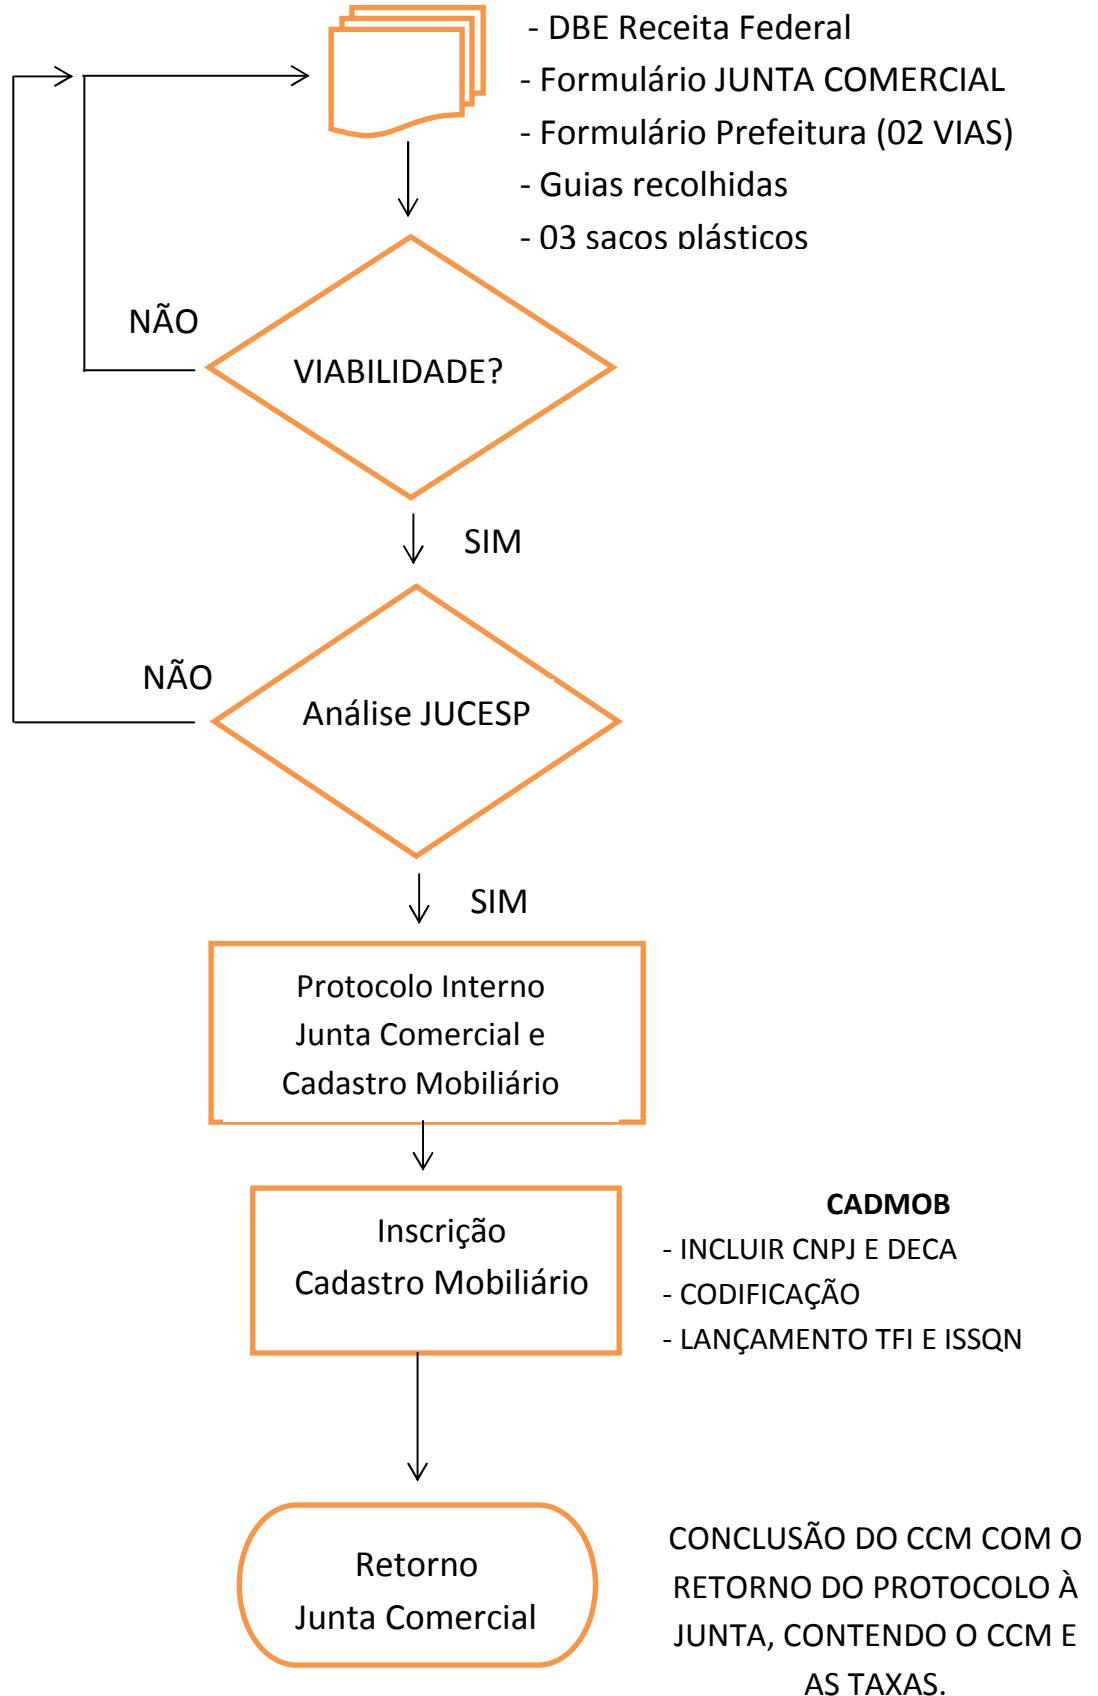 - DBE Receita Federal
- Formulário JUNTA COMERCIAL
- Formulário Prefeitura (02 VIAS)
- Guias recolhidas
- 03 sacos plásticos
NÃO
VIABILIDADE?
SIM
NÃO
Análise JUCESP
SIM
Protocolo Interno
Junta Comercial e
Cadastro Mobiliário
Inscrição
Cadastro Mobiliário
CADMOB
- INCLUIR CNPJ E DECA
- CODIFICAÇÃO
- LANÇAMENTO TFI E ISSQN
Retorno
Junta Comercial
CONCLUSÃO DO CCM COM O
RETORNO DO PROTOCOLO À
JUNTA, CONTENDO O CCM E
AS TAXAS.